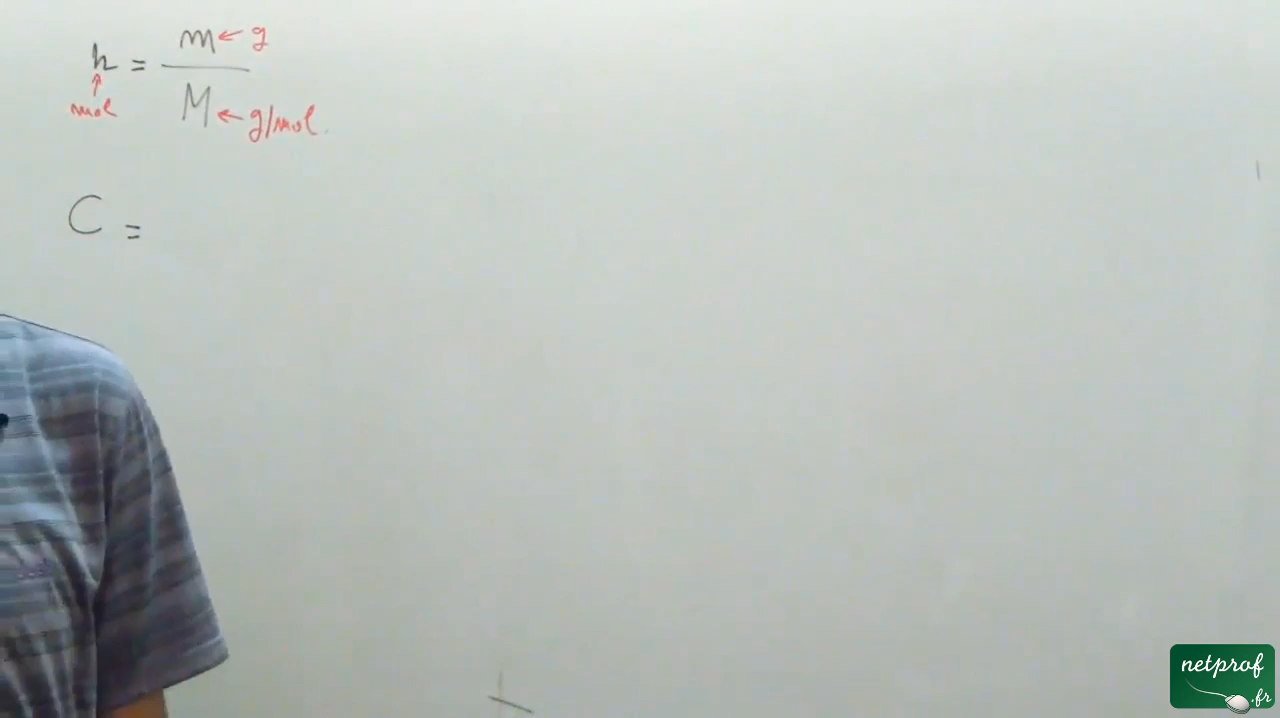 n = m ← g
mol
M ← g/mol.
C =
netprof
.fr